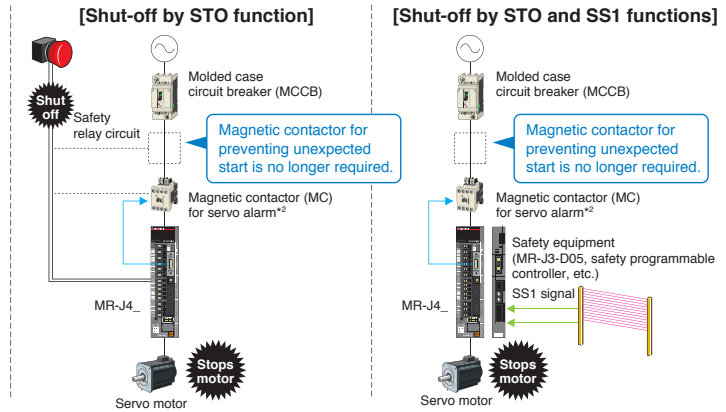 [Shut-off by STO function]
Molded case
circuit breaker (MCCB)
Shut
off
Safety
relay circuit
Magnetic contactor for
preventing unexpected
start is no longer required.
Magnetic contactor (MC)
for servo alarm*2
MR-J4_
Stops
motor
Servo motor
[Shut-off by STO and SS1 functions]
Molded case
circuit breaker (MCCB)
Magnetic contactor for
preventing unexpected
start is no longer required.
Magnetic contactor (MC)
for servo alarm*2
Safety equipment
(MR-J3-D05, safety programmable
controller, etc.)
SS1 signal
MR-J4_
Stops
motor
Servo motor